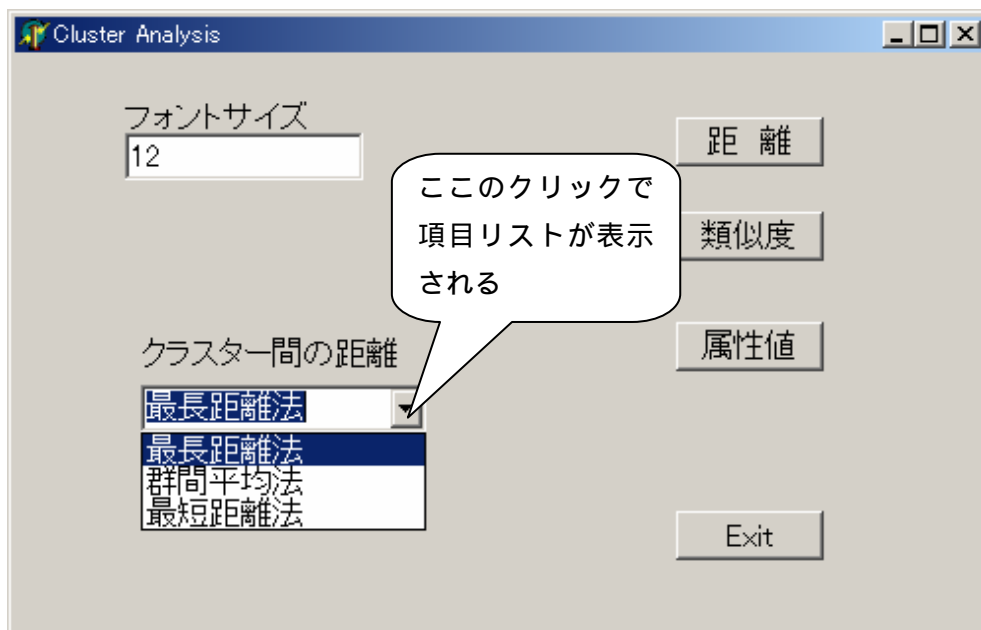 Cluster Analysis
フォントサイズ
12
距 離
ここのクリックで
項目リストが表示
される
類似度
クラスター間の距離
属性値
最長距離法
最長距離法
群間平均法
最短距離法
Exit